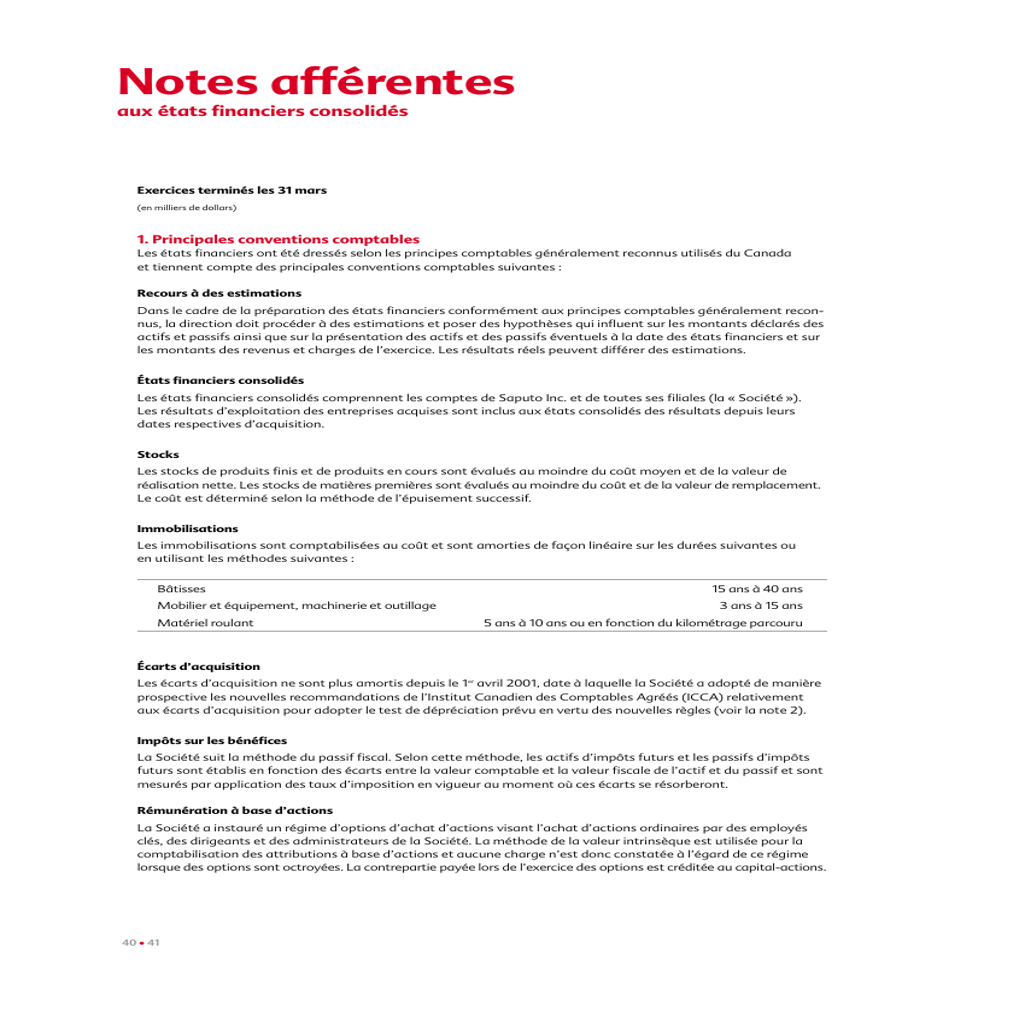 Notes afférentes
aux états financiers consolidés
Exercices terminés les 31 mars
(en milliers de dollars)
1. Principales conventions comptables
Les états financiers ont été dressés selon les principes comptables généralement reconnus utilisés du Canada
et tiennent compte des principales conventions comptables suivantes :
Recours à des estimations
Dans le cadre de la préparation des états financiers conformément aux principes comptables généralement recon-
nus, la direction doit procéder à des estimations et poser des hypothèses qui influent sur les montants déclarés des
actifs et passifs ainsi que sur la présentation des actifs et des passifs éventuels à la date des états financiers et sur
les montants des revenus et charges de l'exercice. Les résultats réels peuvent différer des estimations.
États financiers consolidés
Les états financiers consolidés comprennent les comptes de Saputo Inc. et de toutes ses filiales (la « Société »).
Les résultats d'exploitation des entreprises acquises sont inclus aux états consolidés des résultats depuis leurs
dates respectives d'acquisition.
Stocks
Les stocks de produits finis et de produits en cours sont évalués au moindre du coût moyen et de la valeur de
réalisation nette. Les stocks de matières premières sont évalués au moindre du coût et de la valeur de remplacement.
Le coût est déterminé selon la méthode de l'épuisement successif.
Immobilisations
Les immobilisations sont comptabilisées au coût et sont amorties de façon linéaire sur les durées suivantes ou
en utilisant les méthodes suivantes :
Bâtisses 15 ans à 40 ans
Mobilier et équipement, machinerie et outillage 3 ans à 15 ans
Matériel roulant 5 ans à 10 ans ou en fonction du kilométrage parcouru
Écarts d'acquisition
Les écarts d'acquisition ne sont plus amortis depuis le 1er avril 2001, date à laquelle la Société a adopté de manière
prospective les nouvelles recommandations de l'Institut Canadien des Comptables Agréés (ICCA) relativement
aux écarts d'acquisition pour adopter le test de dépréciation prévu en vertu des nouvelles règles (voir la note 2).
Impôts sur les bénéfices
La Société suit la méthode du passif fiscal. Selon cette méthode, les actifs d'impôts futurs et les passifs d'impôts
futurs sont établis en fonction des écarts entre la valeur comptable et la valeur fiscale de l'actif et du passif et sont
mesurés par application des taux d'imposition en vigueur au moment où ces écarts se résorberont.
Rémunération à base d'actions
La Société a instauré un régime d'options d'achat d'actions visant l'achat d'actions ordinaires par des employés
clés, des dirigeants et des administrateurs de la Société. La méthode de la valeur intrinsèque est utilisée pour la
comptabilisation des attributions à base d'actions et aucune charge n'est donc constatée à l'égard de ce régime
lorsque des options sont octroyées. La contrepartie payée lors de l'exercice des options est créditée au capital-actions.
40 • 41